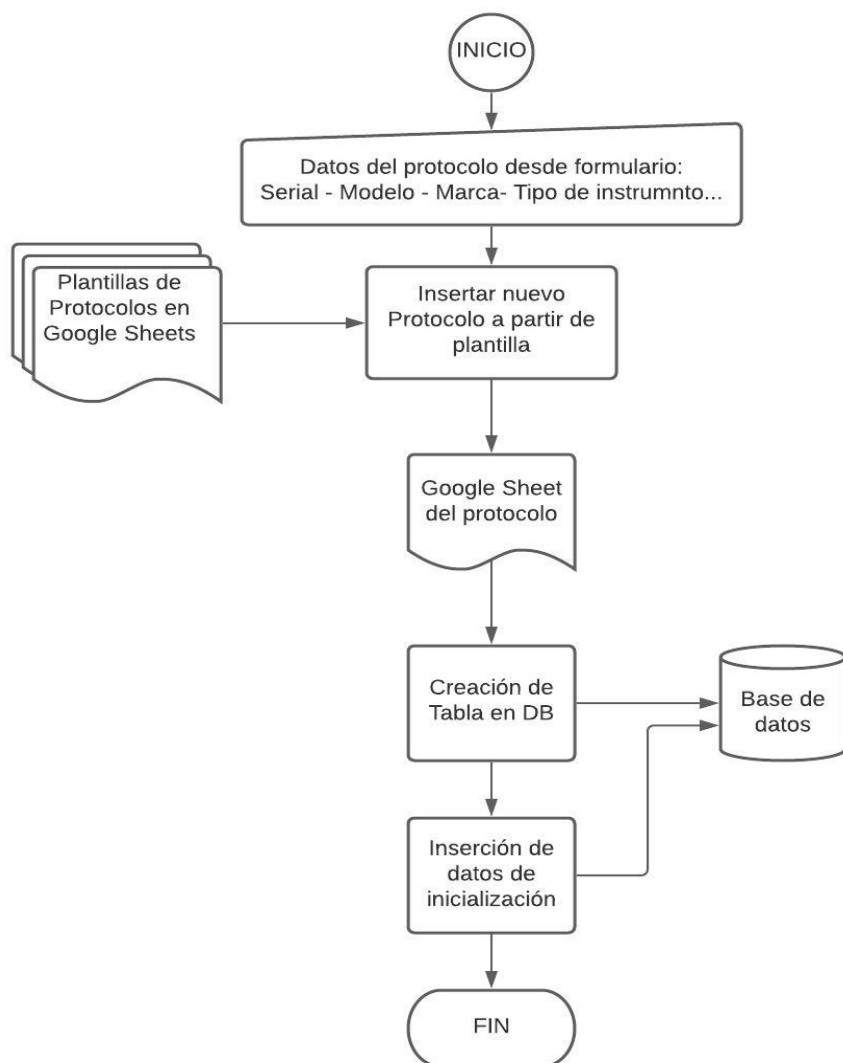 INICIO
Datos del protocolo desde formulario:
Serial - Modelo - Marca- Tipo de instrumnto...
Plantillas de
Protocolos en
Google Sheets
Insertar nuevo
Protocolo a partir de
plantilla
Google Sheet
del protocolo
Creación de
Tabla en DB
Base de
datos
Inserción de
datos de
inicialización
FIN